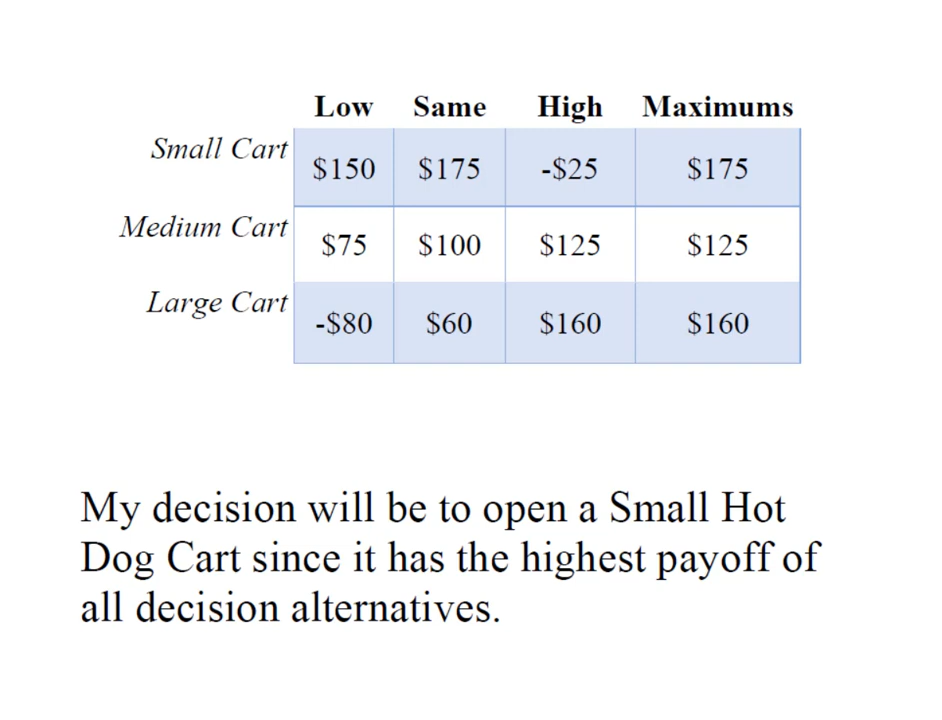 Low Same High Maximums
Small Cart $150 $175 -$25 $175
Medium Cart $75 $100 $125 $125
Large Cart -$80 $60 $160 $160
My decision will be to open a Small Hot
Dog Cart since it has the highest payoff of
all decision alternatives.